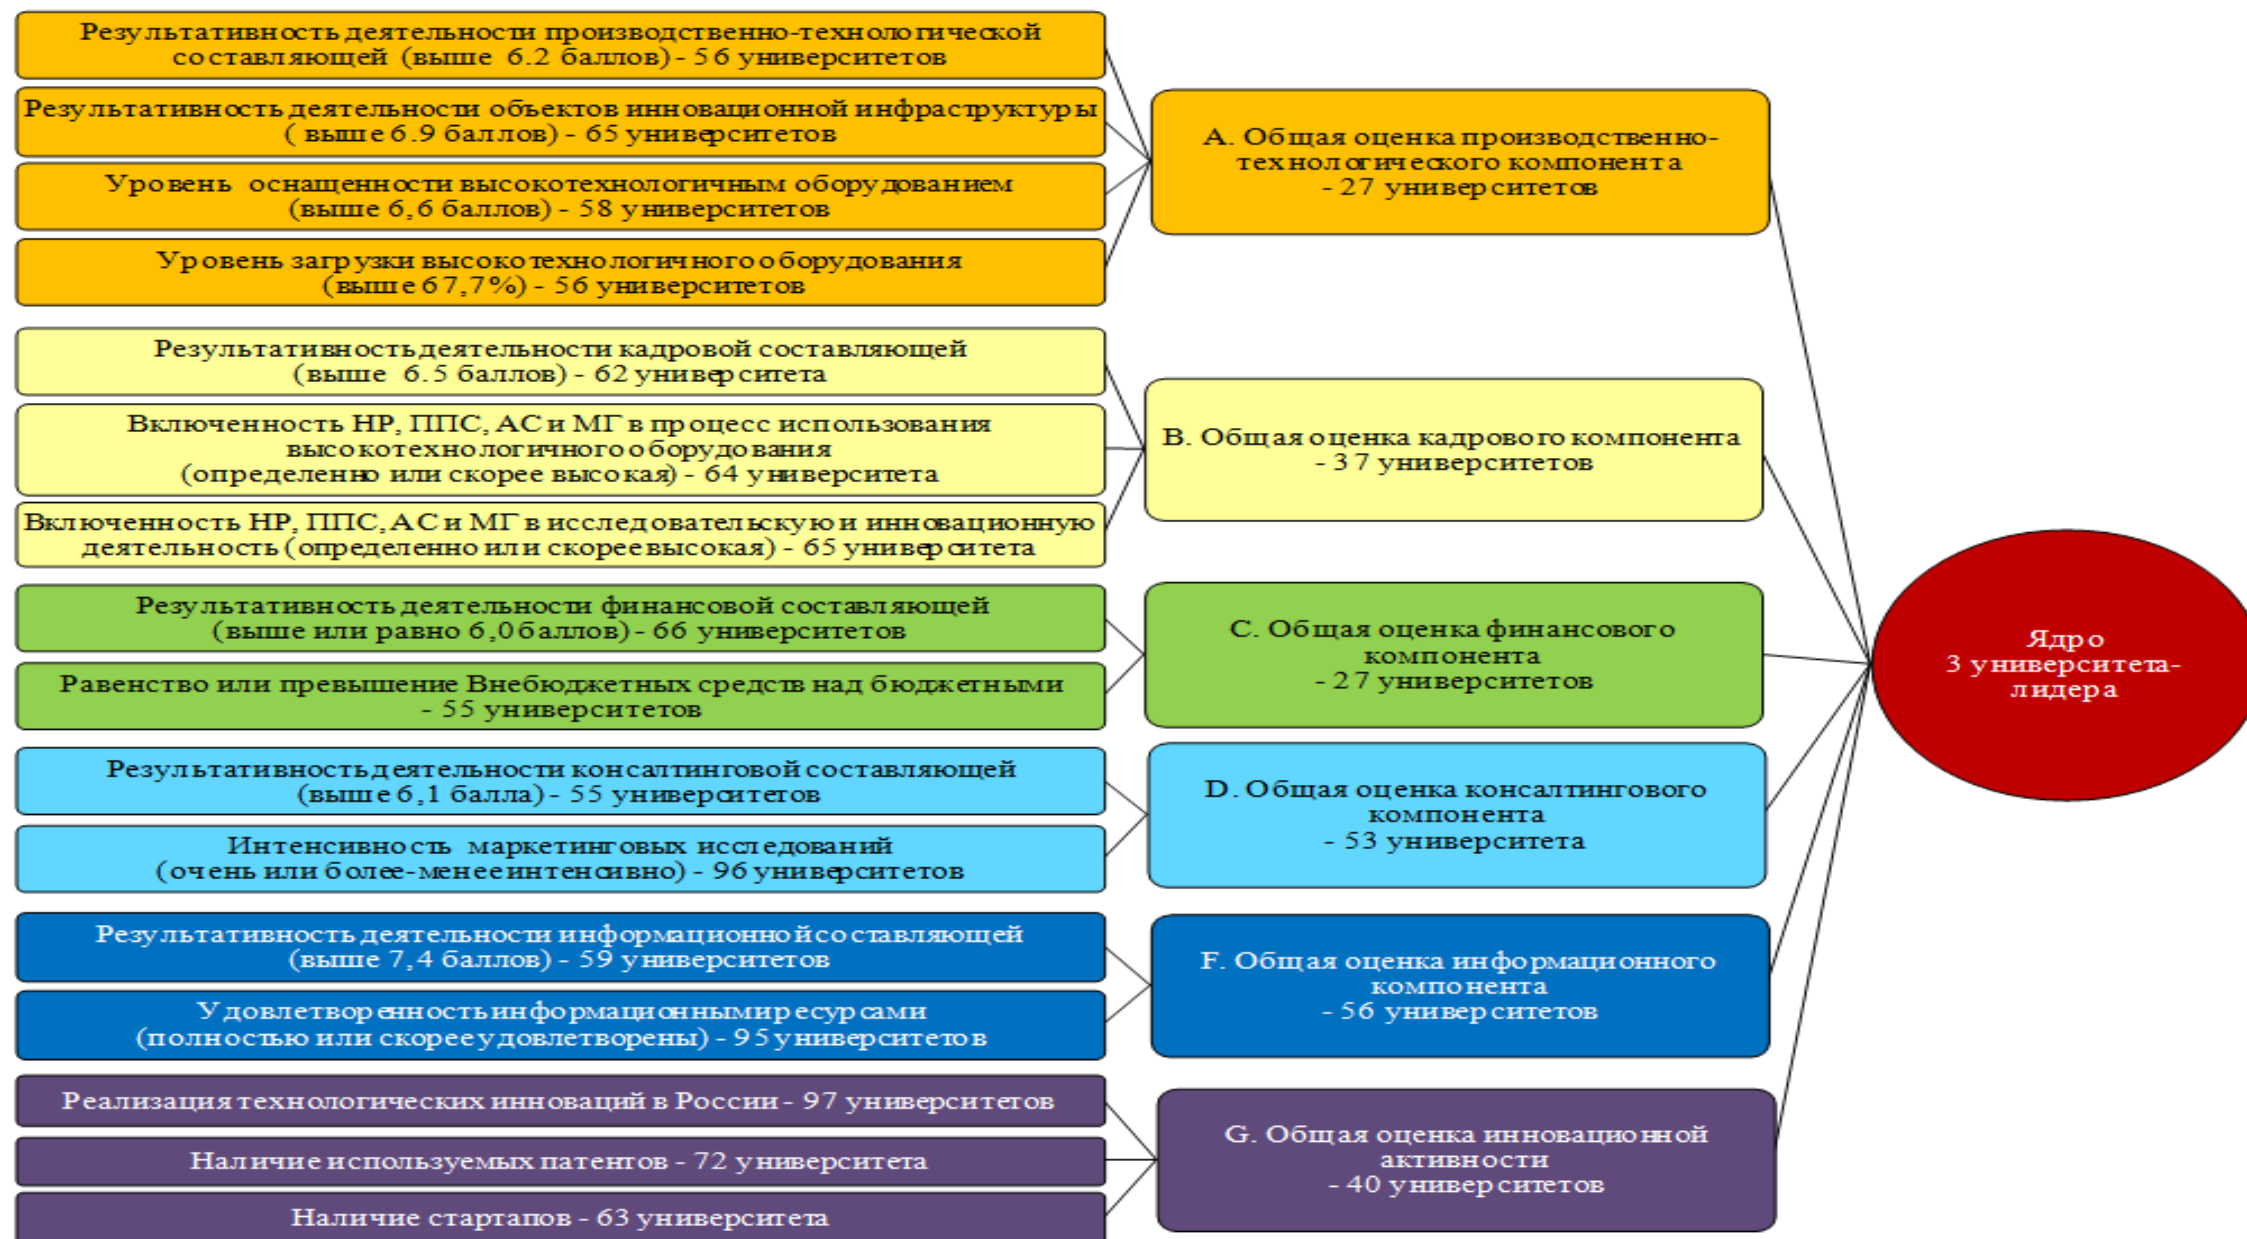 Результативность деятельности производственно-технологической
составляющей (выше 6.2 баллов) - 56 университетов
Результативность деятельности объектов инновационной инфраструктуры
( выше 6.9 баллов) - 65 университетов
Уровень оснащенности высокотехнологичным оборудованием
(выше 6,6 баллов) - 58 университетов
Уровень загрузки высокотехнологичного оборудования
(выше 67,7%) - 56 университетов
A. Общая оценка производственно-
технологического компонента
- 27 университетов
Результативность деятельности кадровой составляющей
(выше 6.5 баллов) - 62 университета
Включенность НР, ППС, АС и МГ в процесс использования
высокотехнологичного оборудования
(определенно или скорее высокая) - 64 университета
Включенность НР, ППС, АС и МГ в исследовательскую и инновационную
деятельность (определенно или скорее высокая) - 65 университета
B. Общая оценка кадрового компонента
- 37 университетов
Результативность деятельности финансовой составляющей
(выше или равно 6,0 баллов) - 66 университетов
Равенство или превышение Внебюджетных средств над бюджетными
- 55 университетов
C. Общая оценка финансового
компонента
- 27 университетов
Результативность деятельности консалтинговой составляющей
(выше 6,1 балла) - 55 университетов
Интенсивность маркетинговых исследований
(очень или более-менее интенсивно) - 96 университетов
D. Общая оценка консалтингового
компонента
- 53 университета
Результативность деятельности информационной составляющей
(выше 7,4 баллов) - 59 университетов
Удовлетворенность информационными ресурсами
(полностью или скорее удовлетворены) - 95 университетов
F. Общая оценка информационного
компонента
- 56 университетов
Реализация технологических инноваций в России - 97 университетов
Наличие используемых патентов - 72 университета
Наличие стартапов - 63 университета
G. Общая оценка инновационной
активности
- 40 университетов
Ядро
3 университета-
лидера